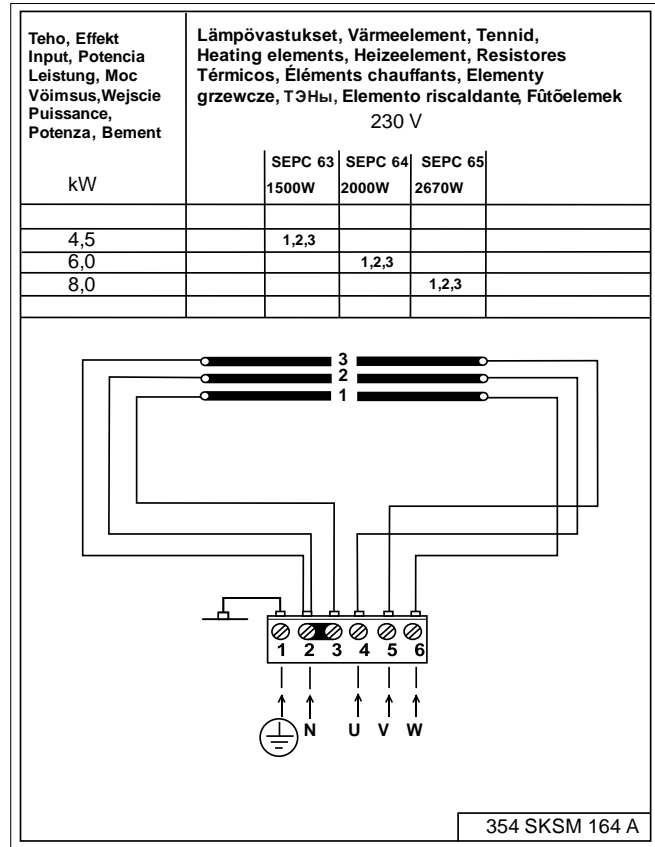 Teho, Effekt
Input, Potencia
Leistung, Moc
Vöimsus,Wejscie
Puissance,
Potenza, Bement
kW
Lämpövastukset, Värmeelement, Tennid,
Heating elements, Heizeelement, Resistores
Térmicos, Éléments chauffants, Elementy
grzewcze, ТЭНы, Elemento riscaldante, Fûtõelemek
230 V
SEPC 63 SEPC 64 SEPC 65
1500W 2000W 2670W
4,5 1,2,3
6,0 1,2,3
8,0 1,2,3
3
2
1
1 2 3 4 5 6
N U V W
354 SKSM 164 A